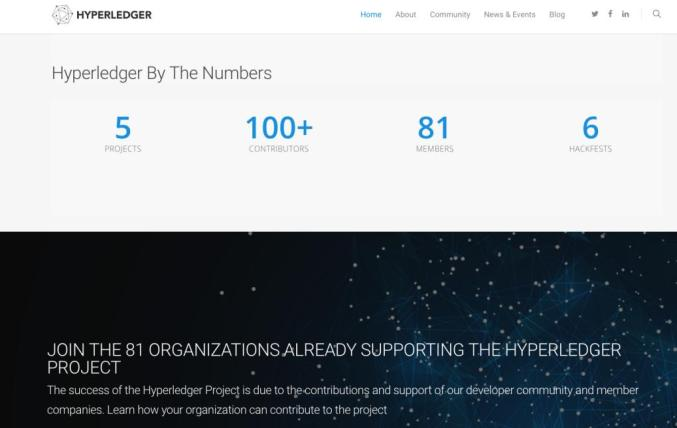 HYPERLEDGER
Home About Community News & Events Blog
Hyperledger By The Numbers
5 100+ 81 6
PROJECTS CONTRIBUTORS MEMBERS HACKFESTS
JOIN THE 81 ORGANIZATIONS ALREADY SUPPORTING THE HYPERLEDGER
PROJECT
The success of the Hyperledger Project is due to the contributions and support of our developer community and member
companies. Learn how your organization can contribute to the project